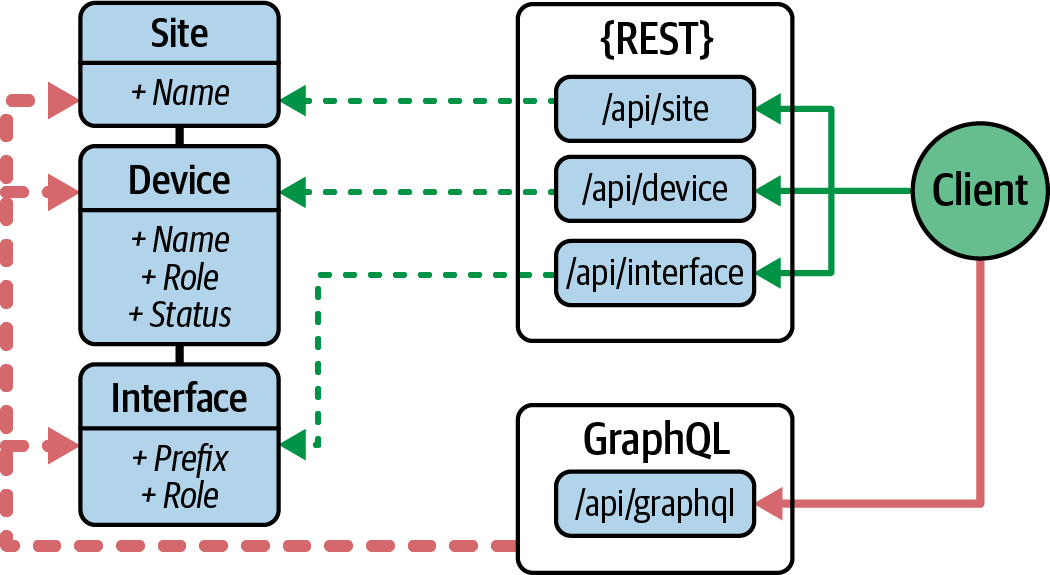 Site
+ Name
Device
+ Name
+ Role
+ Status
Interface
+ Prefix
+ Role
{REST}
/api/site
/api/device
/api/interface
GraphQL
/api/graphql
Client